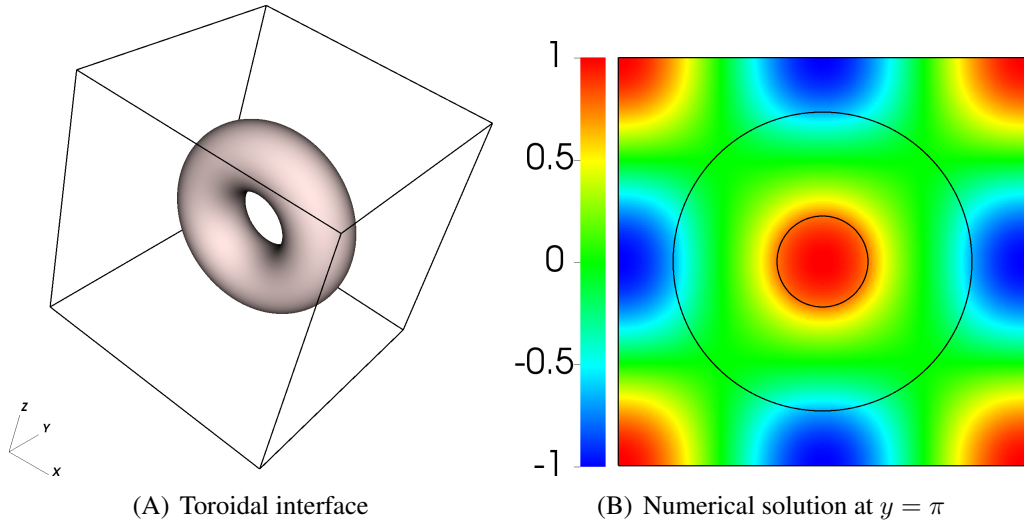 Z
Y
X
1
0.5
0
-0.5
-1
(A) Toroidal interface
(B) Numerical solution at y = π